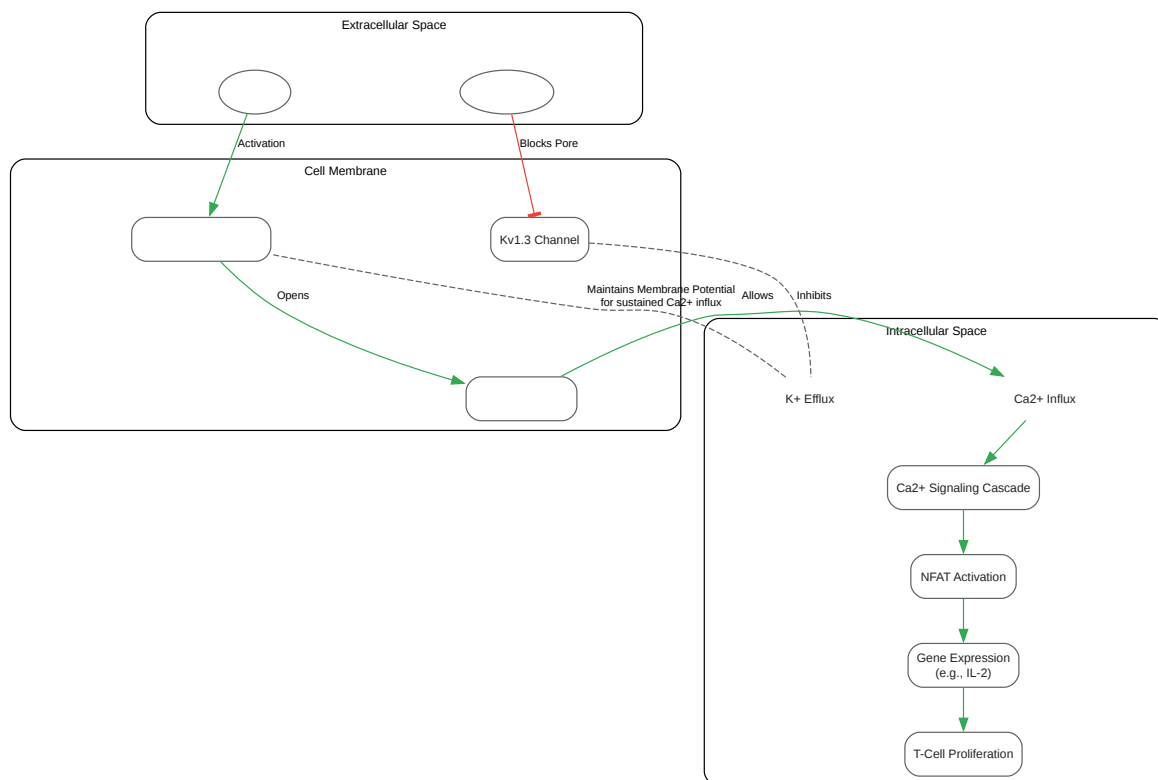 Extracellular Space
Activation
Blocks Pore
Cell Membrane
Kv1.3 Channel
Opens
Maintains Membrane Potential
for sustained Ca2+ influx
Allows
Inhibits
Intracellular Space
K+ Efflux
Ca2+ Influx
Ca2+ Signaling Cascade
NFAT Activation
Gene Expression
(e.g., IL-2)
T-Cell Proliferation